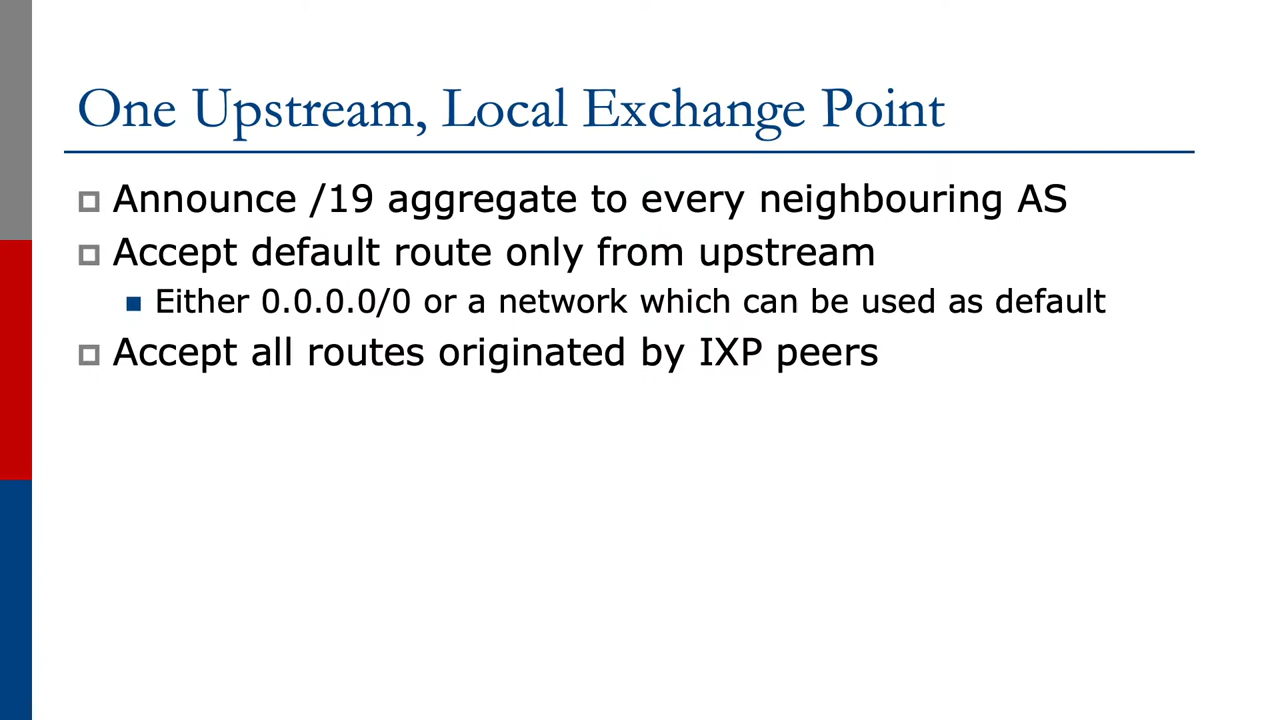 One Upstream, Local Exchange Point
Announce /19 aggregate to every neighbouring AS
Accept default route only from upstream
Either 0.0.0.0/0 or a network which can be used as default
Accept all routes originated by IXP peers